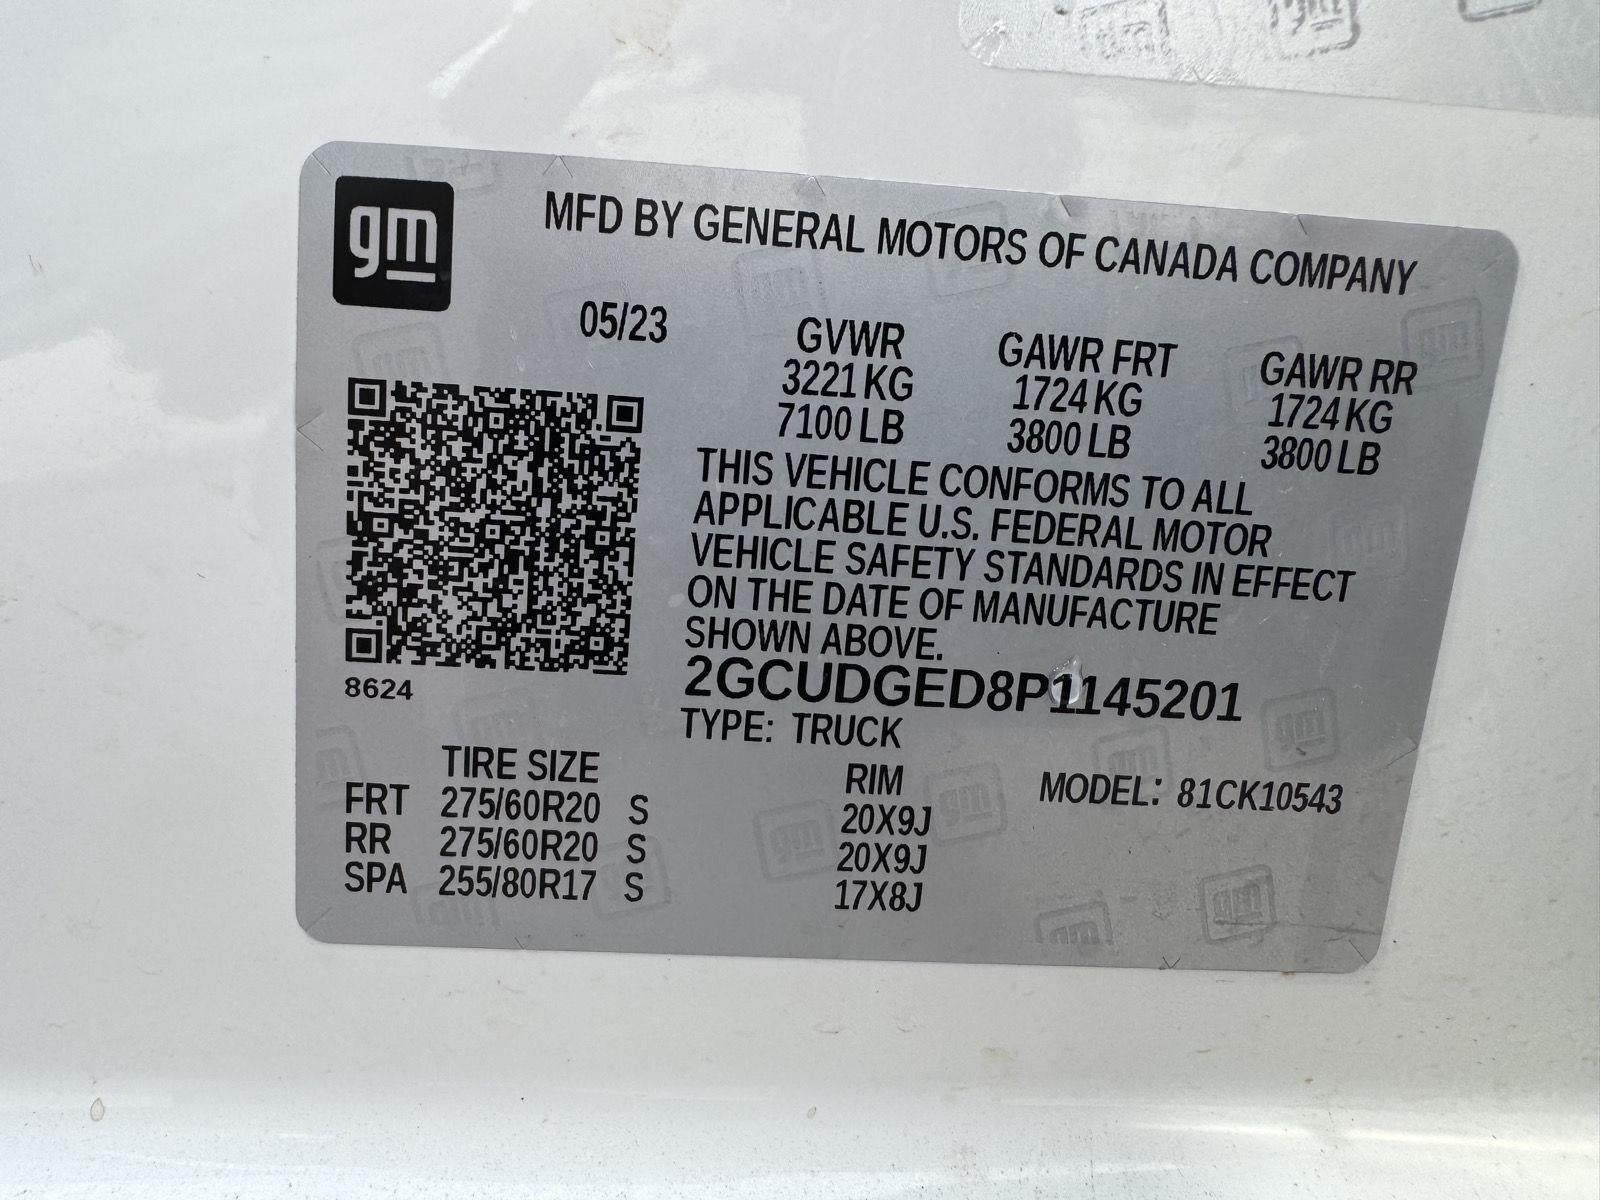 gm
MFD BY GENERAL MOTORS OF CANADA COMPANY
05/23
GVWR GAWR FRT GAWR RR
3221 KG 1724 KG 1724 KG
7100 LB 3800 LB 3800 LB
THIS VEHICLE CONFORMS TO ALL
APPLICABLE U.S. FEDERAL MOTOR
VEHICLE SAFETY STANDARDS IN EFFECT
ON THE DATE OF MANUFACTURE
SHOWN ABOVE.
8624
2GCUDGED8P1145201
TYPE: TRUCK
TIRE SIZE RIM MODEL: 81CK10543
FRT 275/60R20 S 20X9J
RR 275/60R20 S 20X9J
SPA 255/80R17 S 17X8J